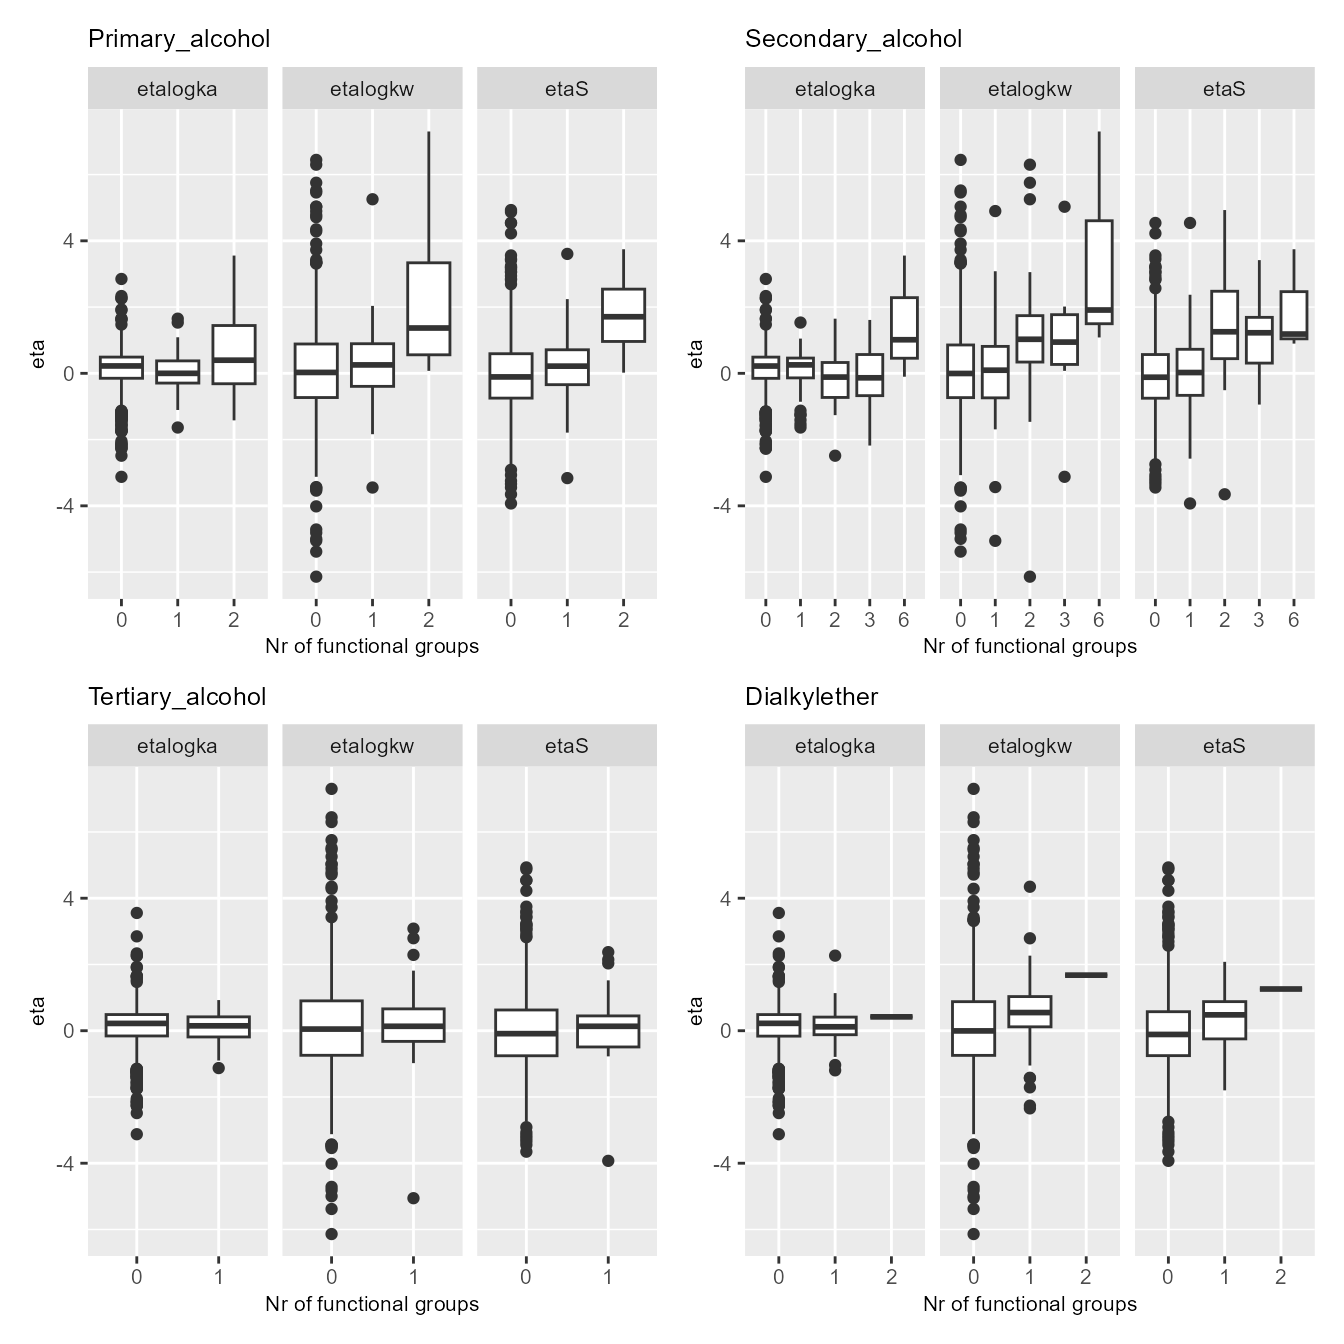 Primary_alcohol
etalogka etalogkw etaS
eta
4
0
-4
0 1 2 0 1 2 0 1 2
Nr of functional groups
Secondary_alcohol
etalogka etalogkw etaS
eta
4
0
-4
0 1 2 3 6 0 1 2 3 6 0 1 2 3 6
Nr of functional groups
Tertiary_alcohol
etalogka etalogkw etaS
eta
4
0
-4
0 1 0 1 0 1
Nr of functional groups
Dialkylether
etalogka etalogkw etaS
eta
4
0
-4
0 1 2 0 1 2 0 1 2
Nr of functional groups